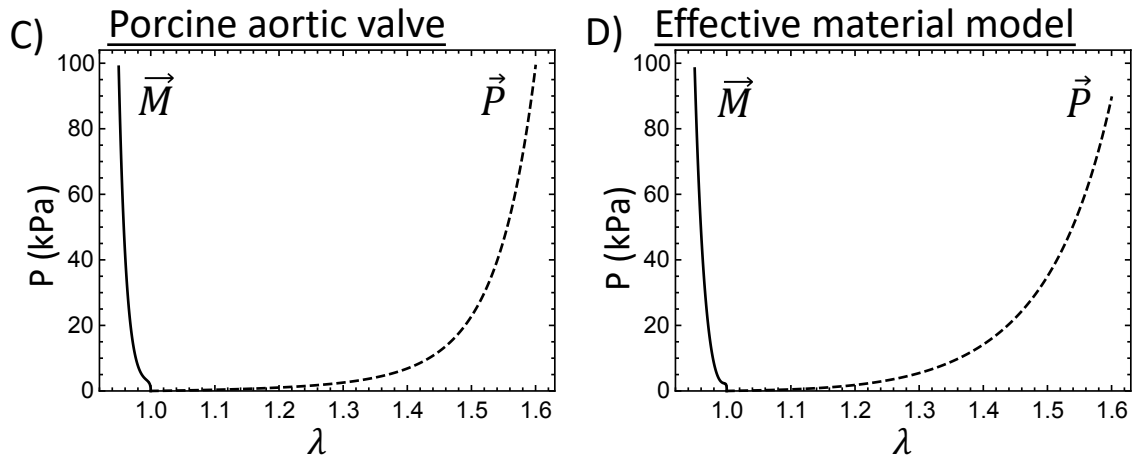 C) Porcine aortic valve
M⃗
P⃗
P (kPa)
100
80
60
40
20
0
1.0 1.1 1.2 1.3 1.4 1.5 1.6
λ
D) Effective material model
M⃗
P⃗
P (kPa)
100
80
60
40
20
0
1.0 1.1 1.2 1.3 1.4 1.5 1.6
λ